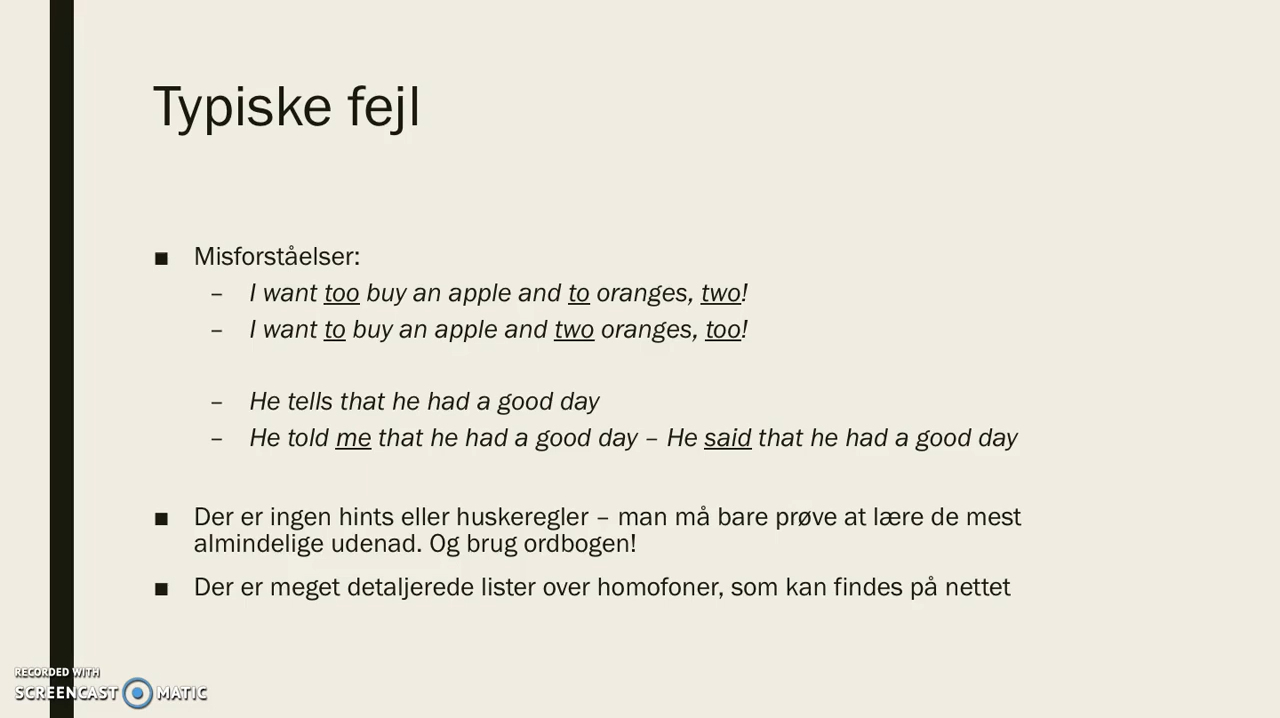 Typiske fejl
■ Misforståelser:
– I want too buy an apple and to oranges, two!
– I want to buy an apple and two oranges, too!
– He tells that he had a good day
– He told me that he had a good day – He said that he had a good day
■ Der er ingen hints eller huskeregler – man må bare prøve at lære de mest
almindelige udenad. Og brug ordbogen!
■ Der er meget detaljerede lister over homofoner, som kan findes på nettet
RECORDED WITH
SCREENCAST MATIC